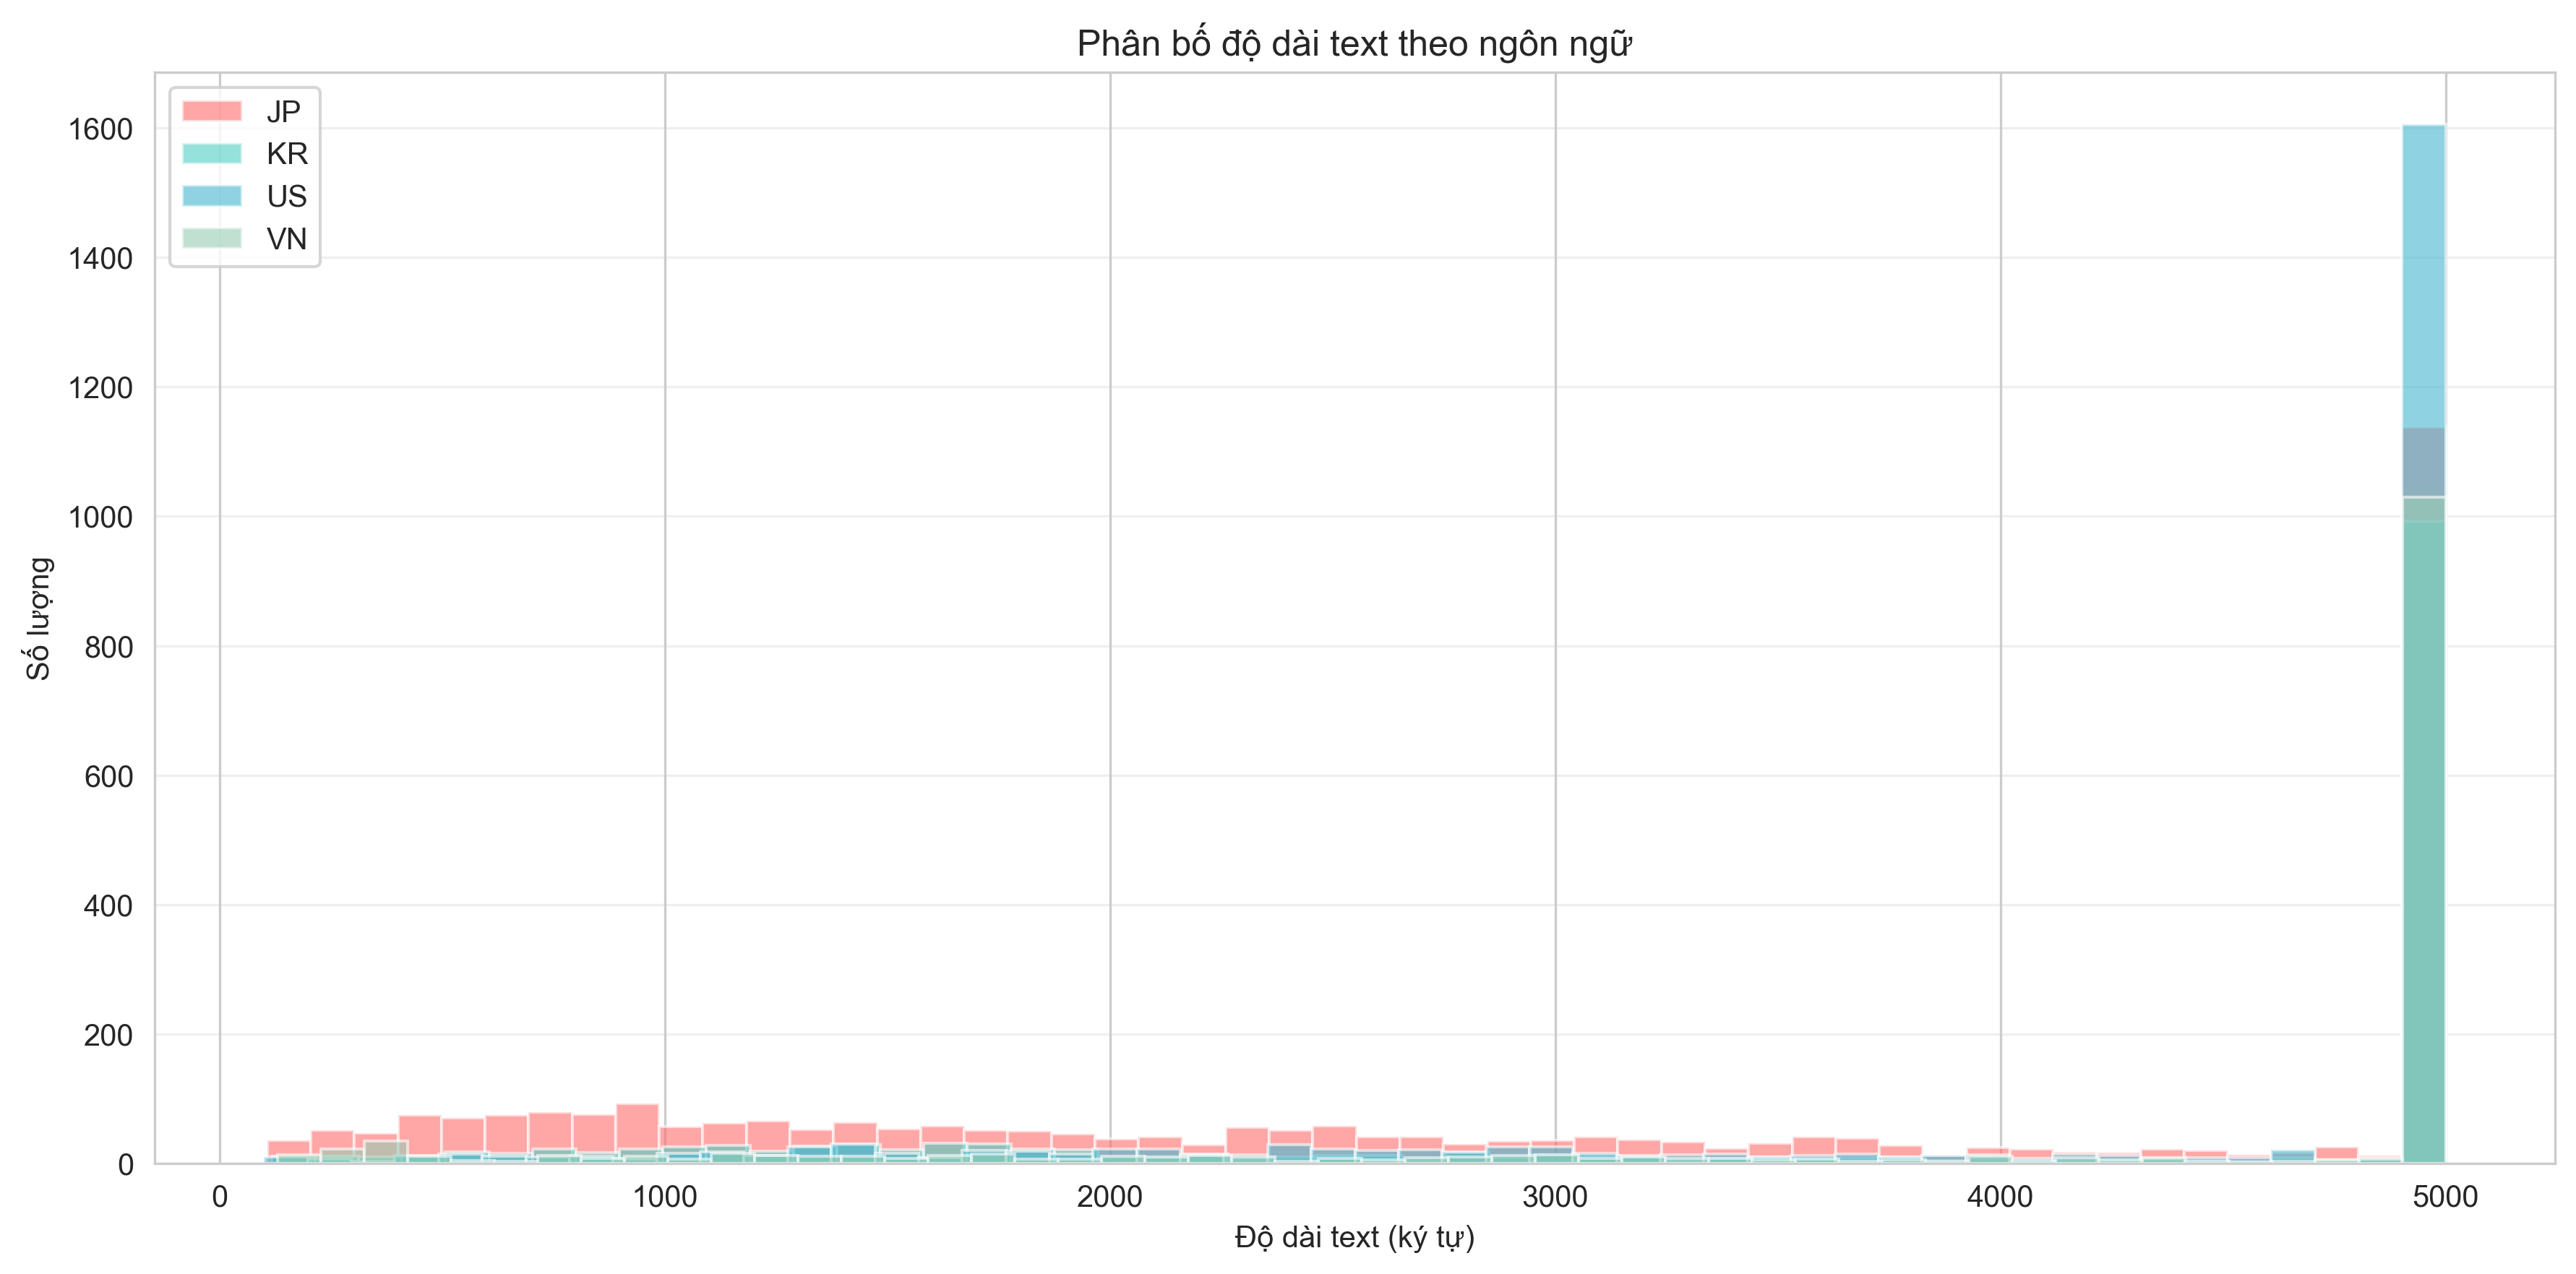 Phân bố độ dài text theo ngôn ngữ
JP
KR
US
VN
1600
1400
1200
1000
800
600
400
200
0
Số lượng
0 1000 2000 3000 4000 5000
Độ dài text (ký tự)